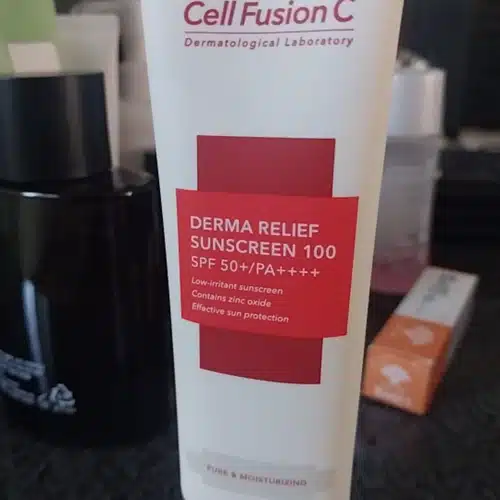 Cell Fusion C
Dermatological Laboratory
DERMA RELIEF
SUNSCREEN 100
SPF 50+/PA++++
Low-irritant sunscreen
Contains zinc oxide
Effective sun protection
PURE & MOISTURIZING